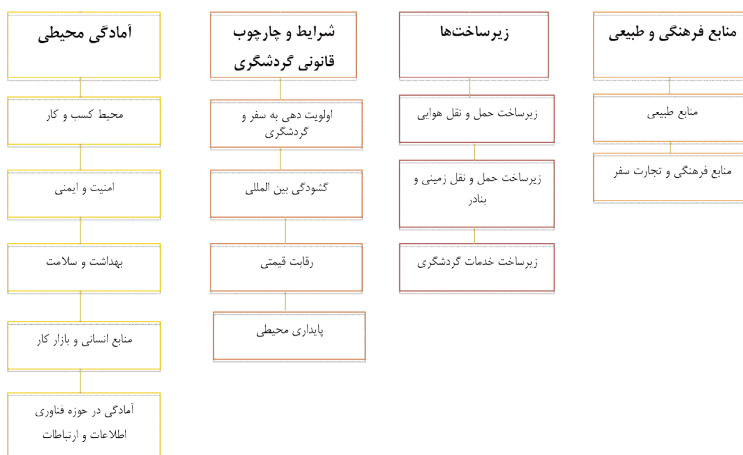 منابع فرهنگی و طبیعی
منابع طبیعی
منابع فرهنگی و تجارت سفر
زیرساخت‌ها
زیرساخت حمل و نقل هوایی
زیرساخت حمل و نقل زمینی و
بنادر
زیرساخت خدمات گردشگری
شرایط و چارچوب
قانونی گردشگری
اولویت دهی به سفر و
گردشگری
گشودگی بین المللی
رقابت قیمتی
پایداری محیطی
آمادگی محیطی
محیط کسب و کار
امنیت و ایمنی
بهداشت و سلامت
منابع انسانی و بازار کار
آمادگی در حوزه فناوری
اطلاعات و ارتباطات